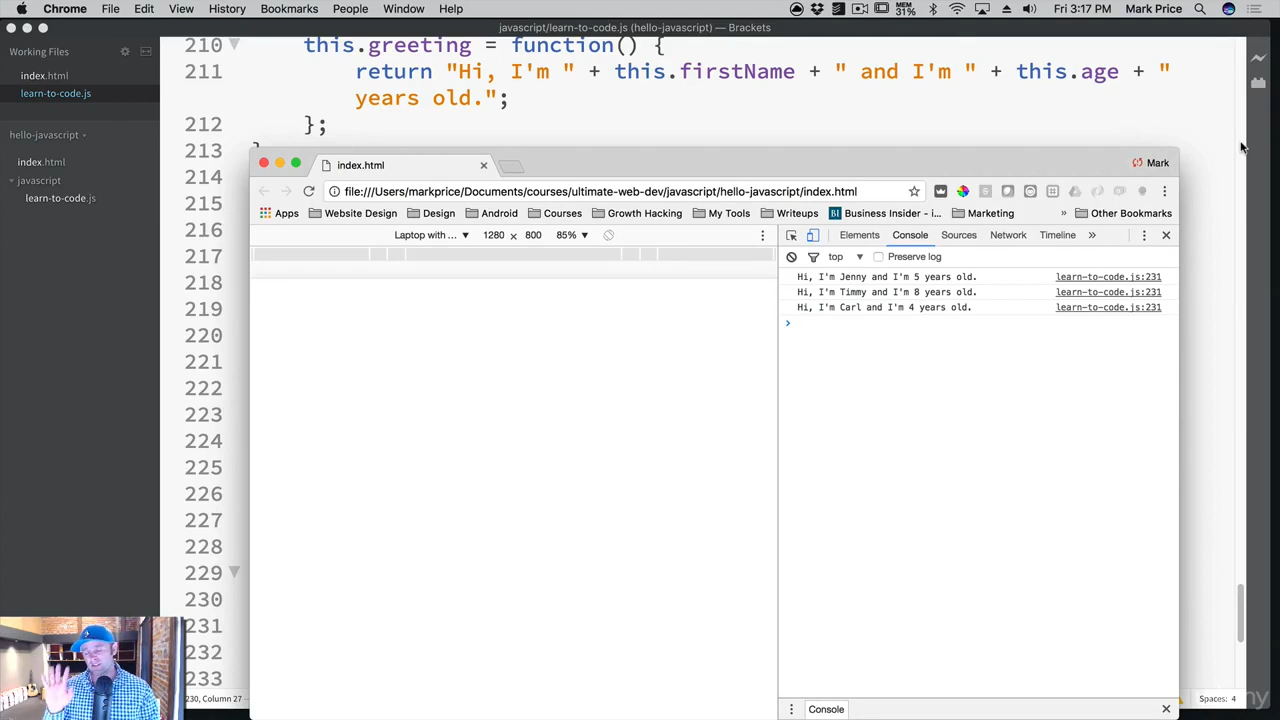 Chrome File Edit View History Bookmarks People Window Help MEM 31% Fri 3:17 PM Mark Price
javascript/learn-to-code.js (hello-javascript) — Brackets
Working Files
index.html
learn-to-code.js
hello-javascript
index.html
javascript
learn-to-code.js
210 this.greeting = function() {
211 return "Hi, I'm " + this.firstName + " and I'm " + this.age + "
years old.";
212 };
213
214
215
216
217
218
219
220
221
222
223
224
225
226
227
228
229
230
231
232
233
index.html Mark
file:///Users/markprice/Documents/courses/ultimate-web-dev/javascript/hello-javascript/index.html
Apps Website Design Design Android Courses Growth Hacking My Tools Writeups BI Business Insider - i... Marketing » Other Bookmarks
Laptop with ... 1280 × 800 85%
Elements Console Sources Network Timeline »
top Preserve log
Hi, I'm Jenny and I'm 5 years old. learn-to-code.js:231
Hi, I'm Timmy and I'm 8 years old. learn-to-code.js:231
Hi, I'm Carl and I'm 4 years old. learn-to-code.js:231
>
Console
230, Column 27
Spaces: 4